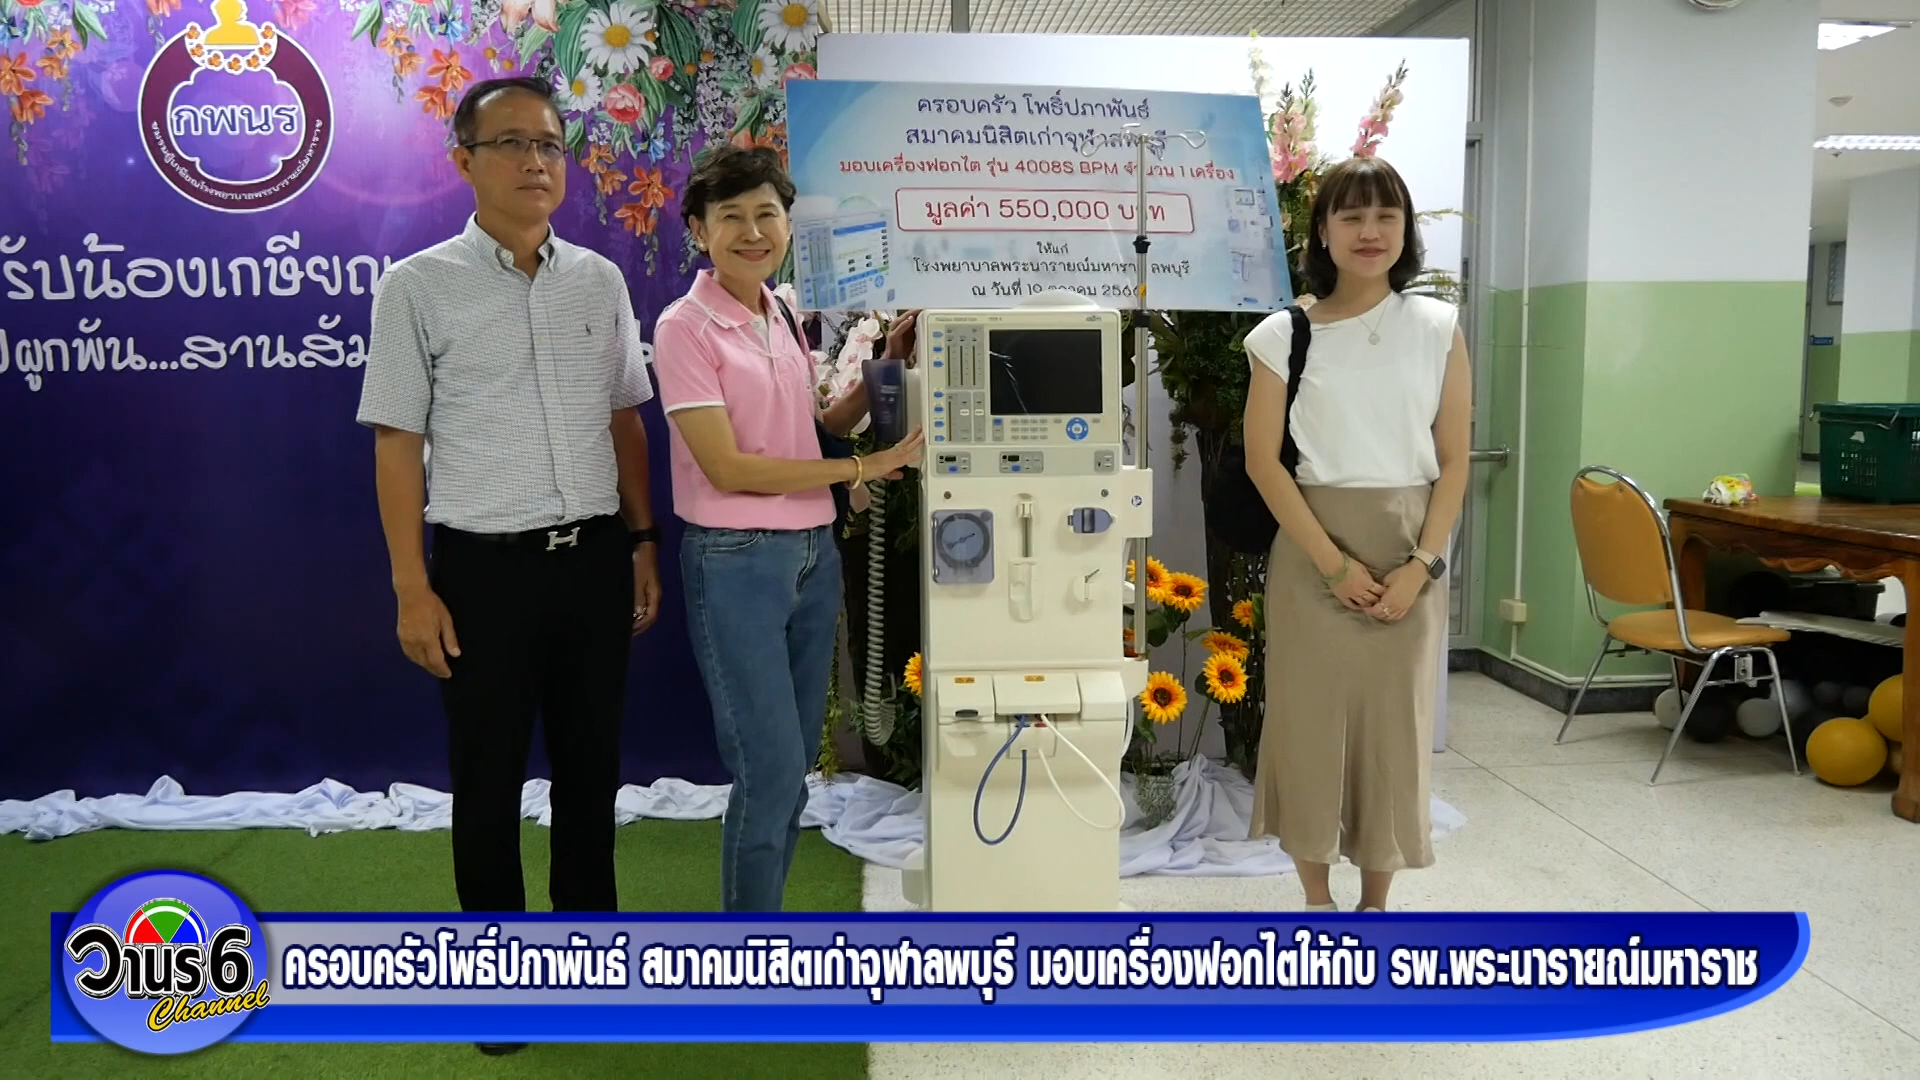 กพนร
รับน้องเกษียณ
ผูกพัน...สานสัม
ครอบครัว โพธิ์ปภาพันธ์
สมาคมนิสิตเก่าจุฬาลพบุรี
มอบเครื่องฟอกไต รุ่น 4008S BPM จำนวน 1 เครื่อง
มูลค่า 550,000 บาท
ให้แก่
โรงพยาบาลพระนารายณ์มหาราช ลพบุรี
ณ วันที่ 19 ตุลาคม 256
วานร6
Channel
ครอบครัวโพธิ์ปภาพันธ์ สมาคมนิสิตเก่าจุฬาลพบุรี มอบเครื่องฟอกไตให้กับ รพ.พระนารายณ์มหาราช